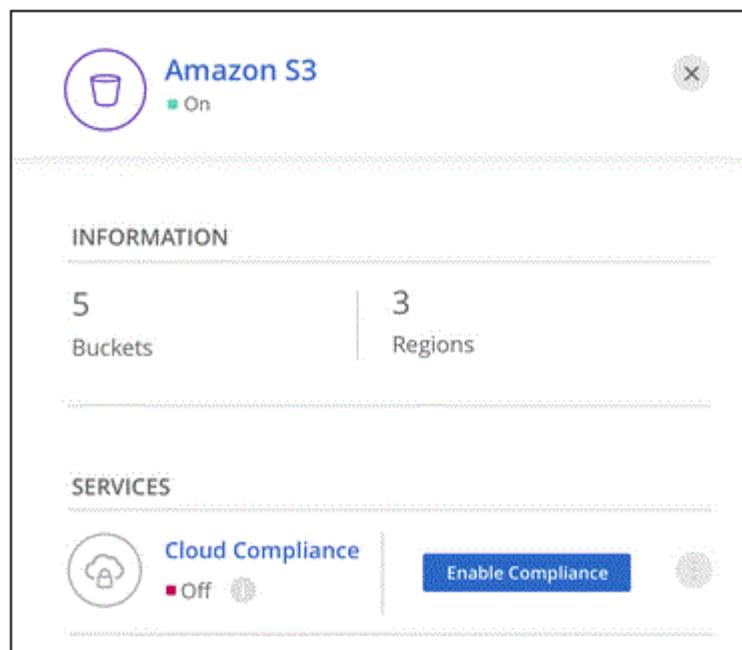 Amazon S3
On
INFORMATION
5
Buckets
3
Regions
SERVICES
Cloud Compliance
Off
Enable Compliance